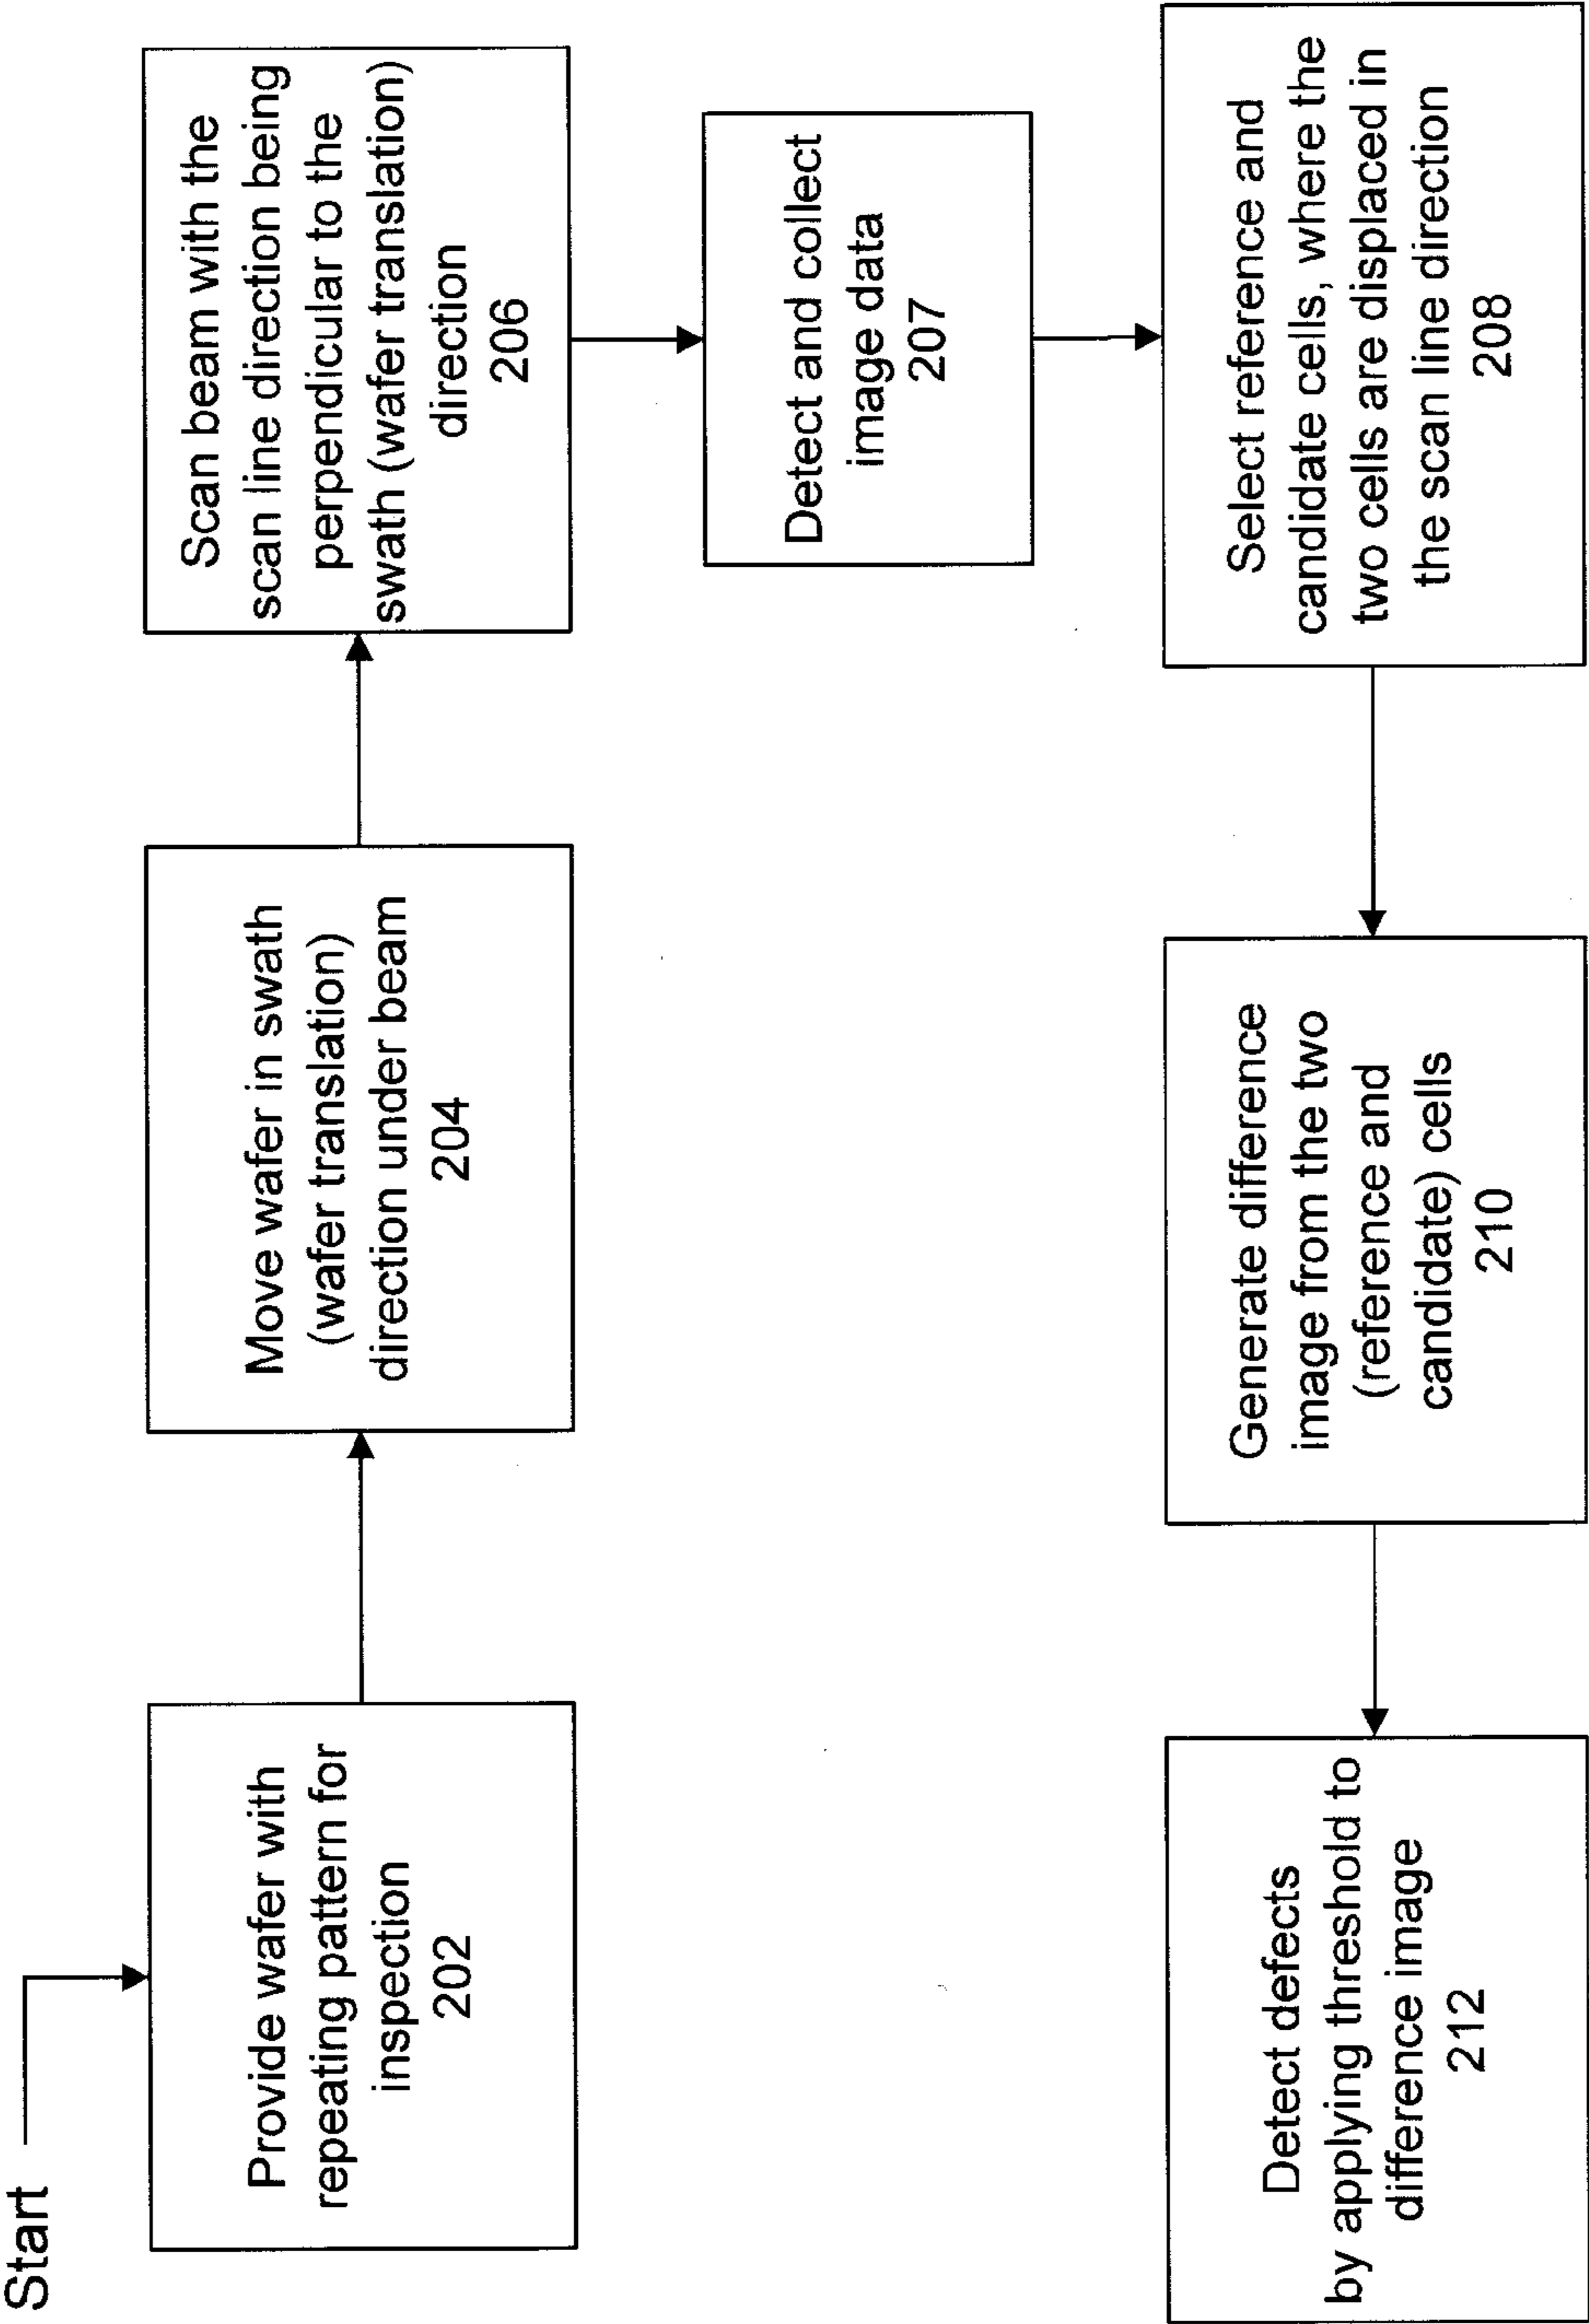 Start
Provide wafer with
repeating pattern for
inspection
202
Move wafer in swath
(wafer translation)
direction under beam
204
Scan beam with the
scan line direction being
perpendicular to the
swath (wafer translation)
direction
206
Detect and collect
image data
207
Select reference and
candidate cells, where the
two cells are displaced in
the scan line direction
208
Generate difference
image from the two
(reference and
candidate) cells
210
Detect defects
by applying threshold to
difference image
212